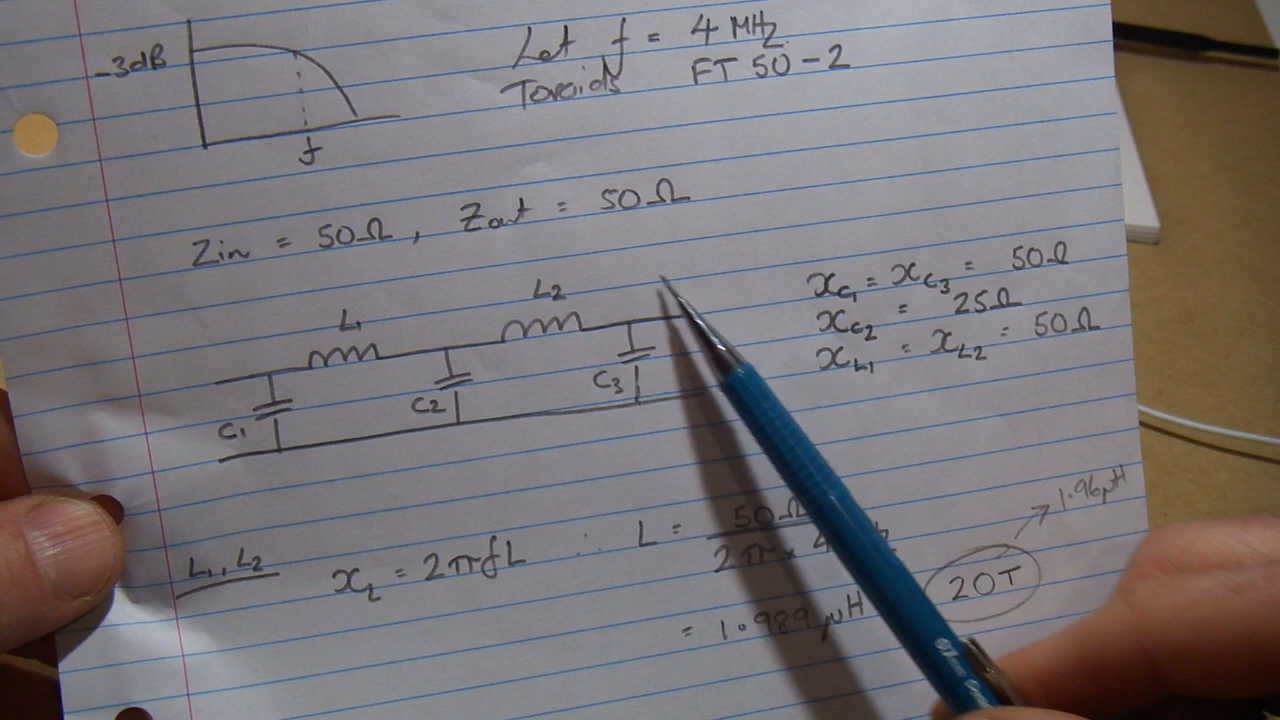 -3dB
f
Let f = 4 MHz
Toroids FT 50-2
Zin = 50Ω, Zout = 50Ω
L1
L2
C1
C2
C3
xC1 = xC3 = 50Ω
xC2 = 25Ω
xL1 = xL2 = 50Ω
L1, L2
xL = 2πfL ∴ L = 50Ω
2π × 4
= 1.989 μH
20T
1.96μH